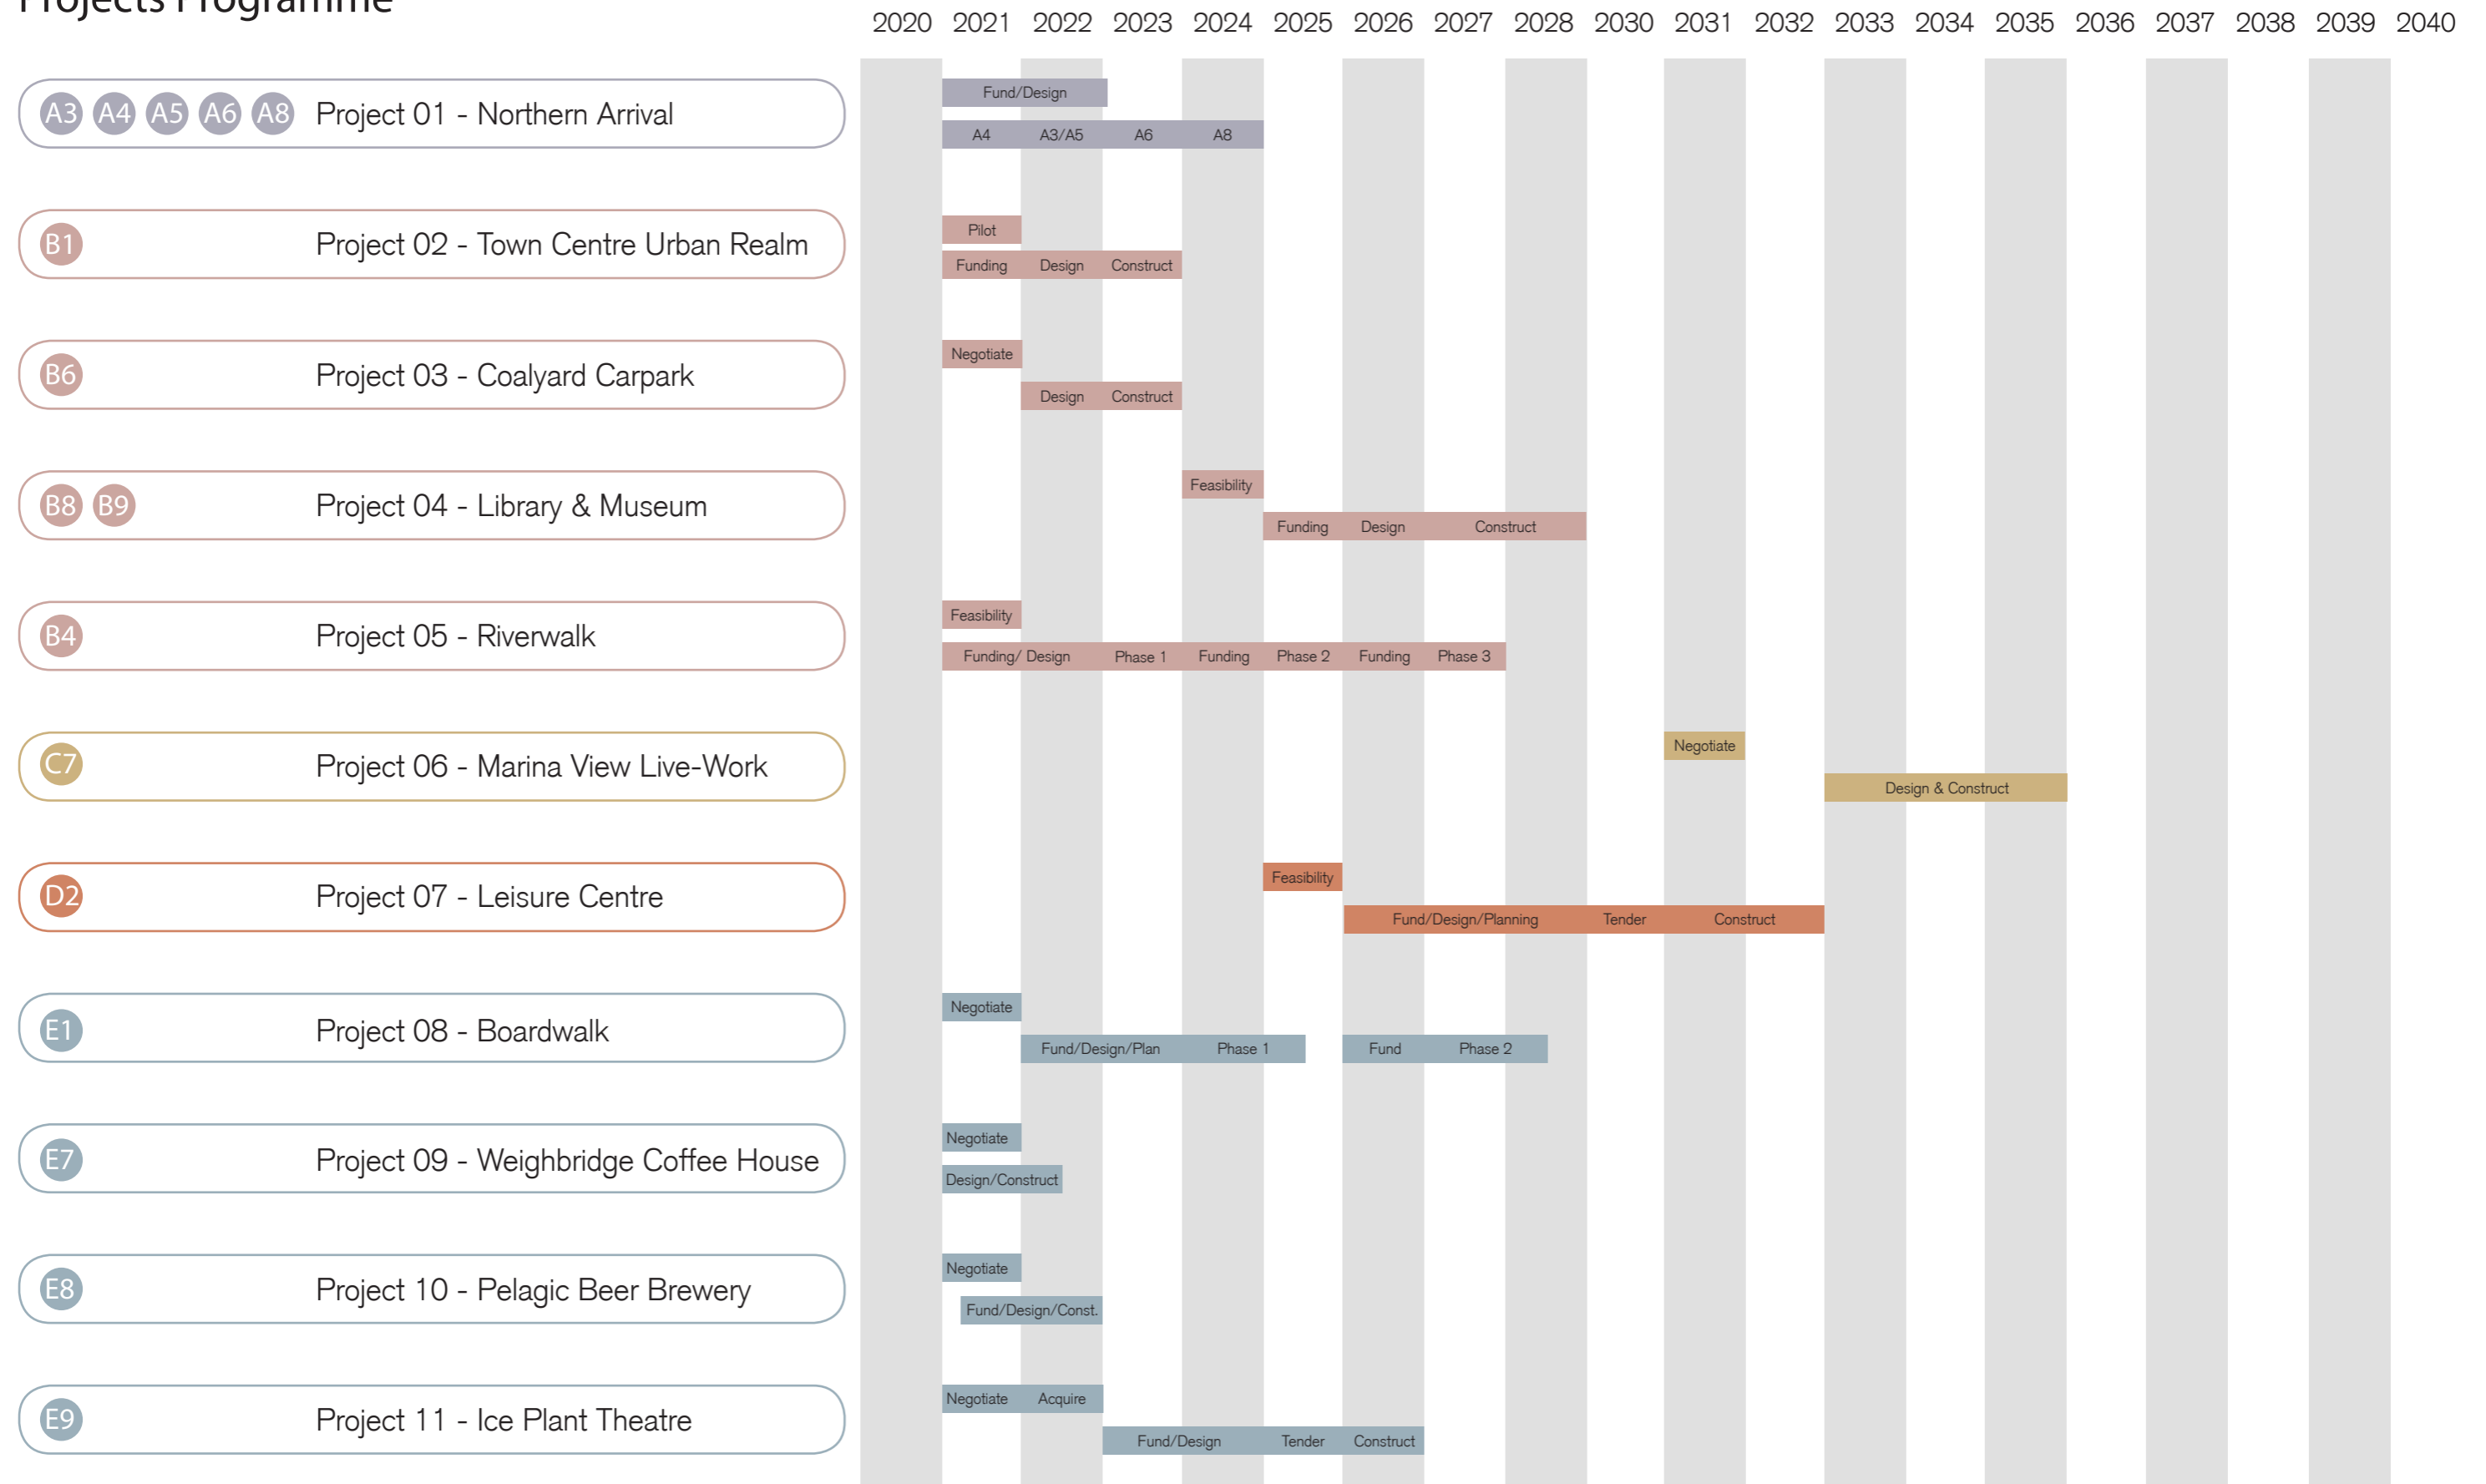 Projects Programme
2020 2021 2022 2023 2024 2025 2026 2027 2028 2030 2031 2032 2033 2034 2035 2036 2037 2038 2039 2040
Fund/Design
A3 A4 A5 A6 A8 Project 01 - Northern Arrival
A4 A3/A5 A6 A8
Pilot
B1 Project 02 - Town Centre Urban Realm
Funding Design Construct
Negotiate
B6 Project 03 - Coalyard Carpark
Design Construct
Feasibility
B8 B9 Project 04 - Library & Museum
Funding Design Construct
Feasibility
B4 Project 05 - Riverwalk
Funding/ Design Phase 1 Funding Phase 2 Funding Phase 3
Negotiate
C7 Project 06 - Marina View Live-Work
Design & Construct
Feasibility
D2 Project 07 - Leisure Centre
Fund/Design/Planning Tender Construct
Negotiate
E1 Project 08 - Boardwalk
Fund/Design/Plan Phase 1 Fund Phase 2
Negotiate
E7 Project 09 - Weighbridge Coffee House
Design/Construct
Negotiate
E8 Project 10 - Pelagic Beer Brewery
Fund/Design/Const.
Negotiate Acquire
E9 Project 11 - Ice Plant Theatre
Fund/Design Tender Construct